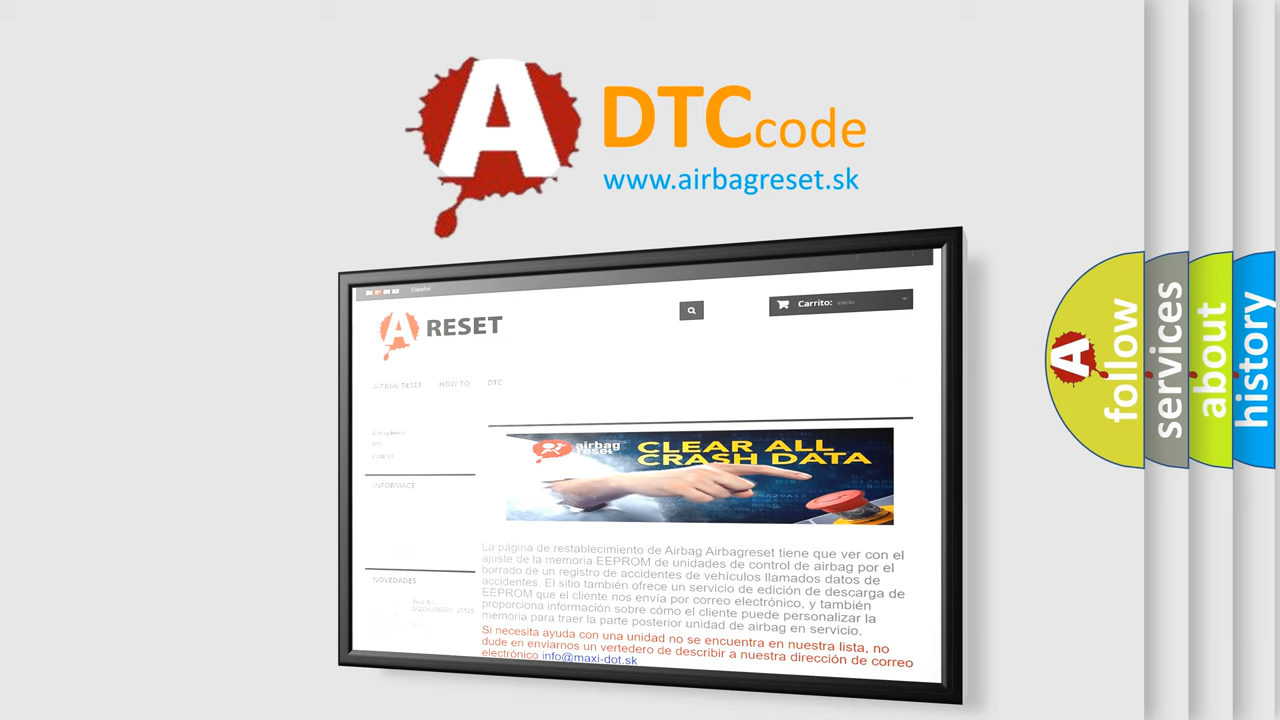 A
DTCcode
www.airbagreset.sk
Español
A RESET
Carrito: vacío
AIRBAG RESET HOW TO DTC
INFORMACE
airbag
reset
CLEAR ALL
CRASH DATA
La página de restablecimiento de Airbag Airbagreset tiene que ver con el
ajuste de la memoria EEPROM de unidades de control de airbag por el
borrado de un registro de accidentes de vehículos llamados datos de
accidentes. El sitio también ofrece un servicio de edición de descarga de
EEPROM que el cliente nos envía por correo electrónico, y también
proporciona información sobre cómo el cliente puede personalizar la
memoria para traer la parte posterior unidad de airbag en servicio.
Si necesita ayuda con una unidad no se encuentra en nuestra lista, no
dude en enviarnos un vertedero de describir a nuestra dirección de correo
electrónico info@maxi-dot.sk
NOVEDADES
A
follow
services
about
history